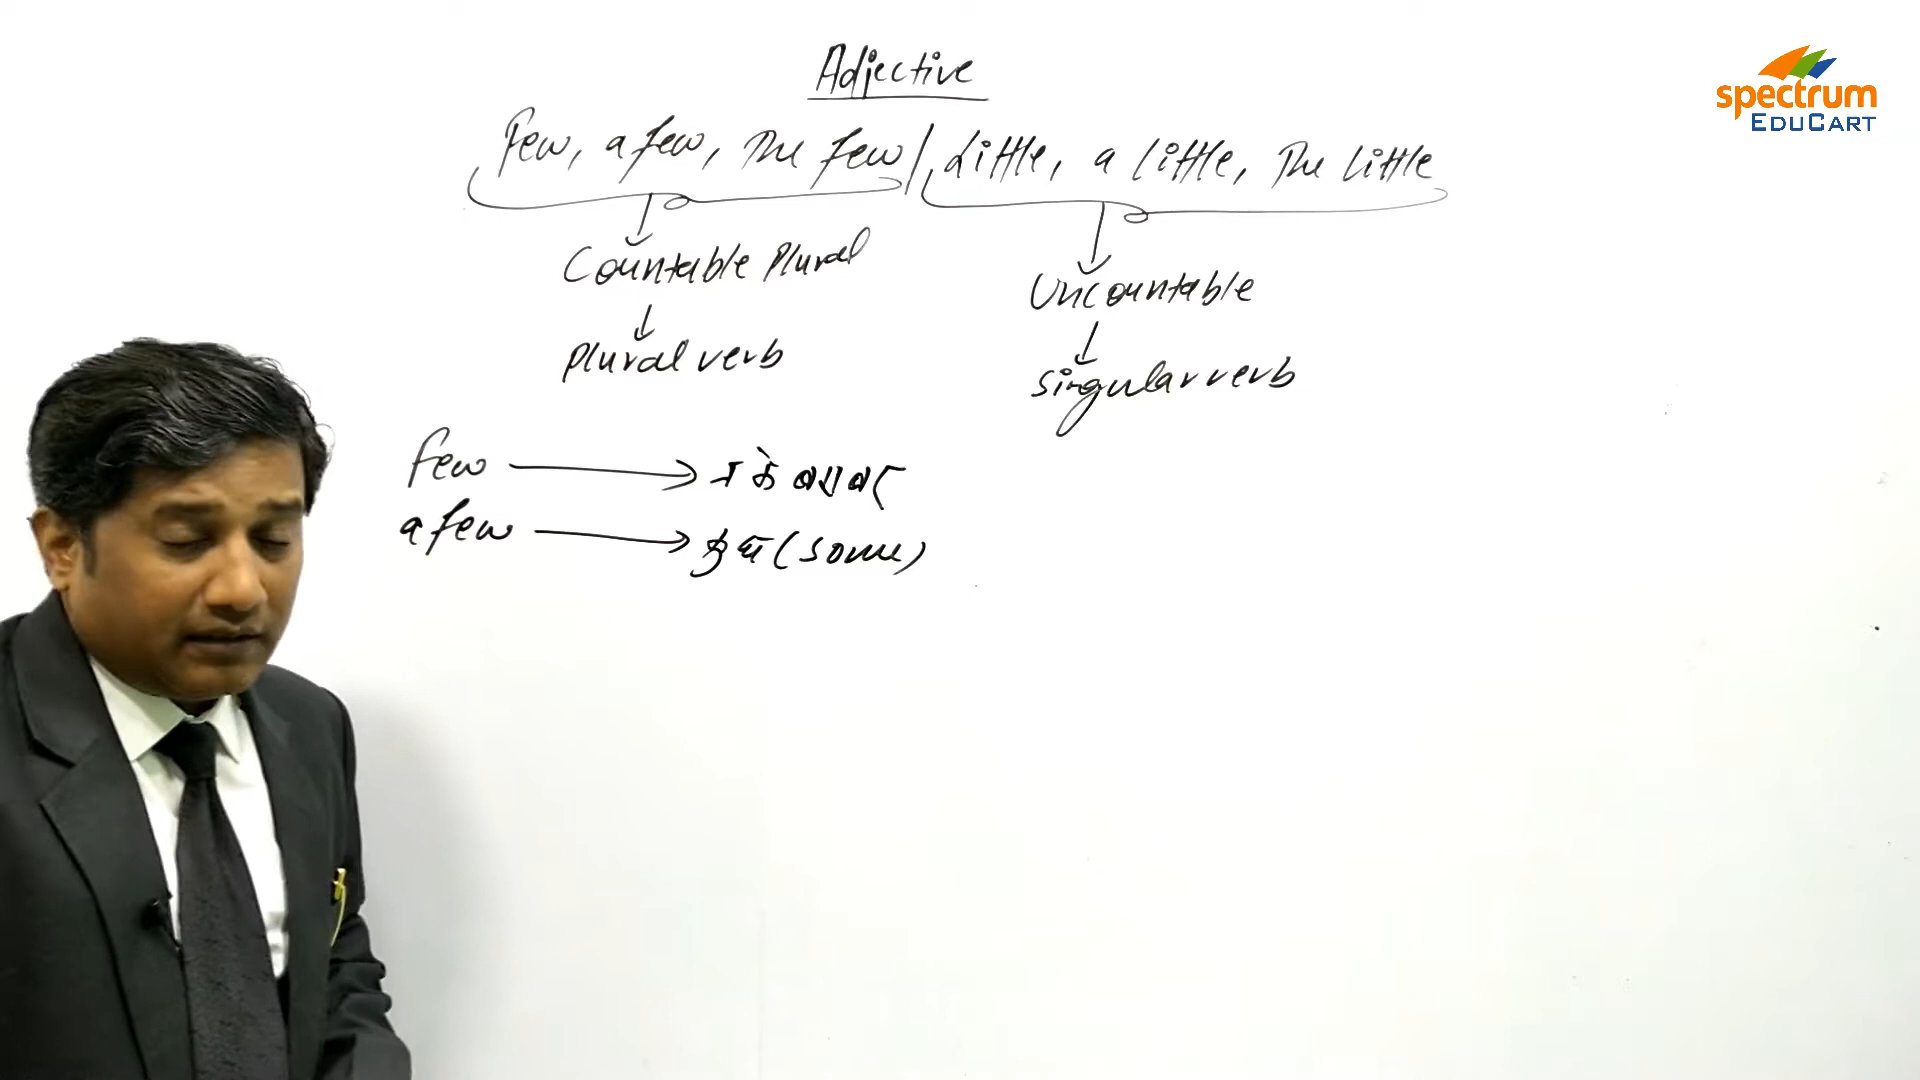 Adjective
spectrum
EDUCART
few, a few, The few / Little, a little, The little
Countable Plural
Uncountable
Plural verb
Singular verb
few → न के बराबर
a few → कुछ (some)